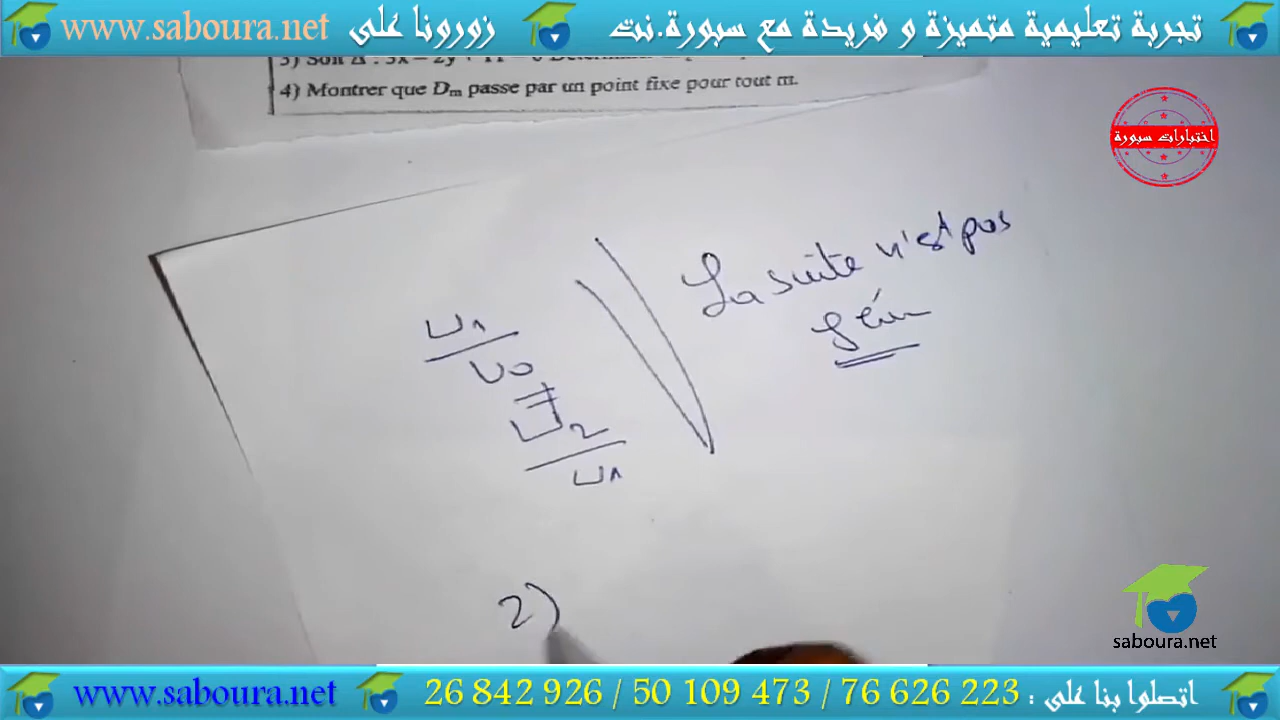 www.saboura.net زورونا على تجربة تعليمية متميزة و فريدة مع سبورة.نت
4) Montrer que Dm passe par un point fixe pour tout m.
اختبارات سبورة
La suite n'est pas
géo
U1
U0
≠
U2
U1
2)
saboura.net
www.saboura.net 26 842 926 / 50 109 473 / 76 626 223 : اتصلوا بنا على